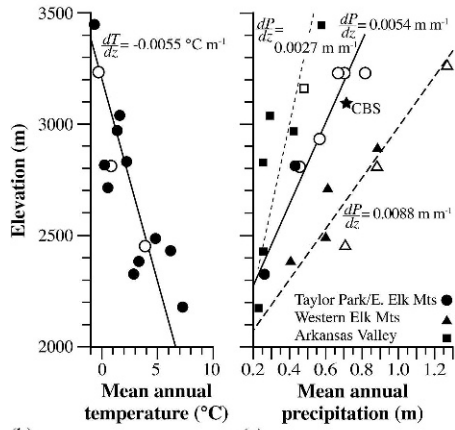 3500
3000
2500
2000
Elevation (m)
dT
dz = -0.0055 °C m-1
0
5
10
Mean annual
temperature (°C)
dP
dz =
0.0027 m m-1
dP
dz = 0.0054 m m-1
CBS
dP
dz = 0.0088 m m-1
Taylor Park/E. Elk Mts
Western Elk Mts
Arkansas Valley
0.2 0.4 0.6 0.8 1.0 1.2
Mean annual
precipitation (m)